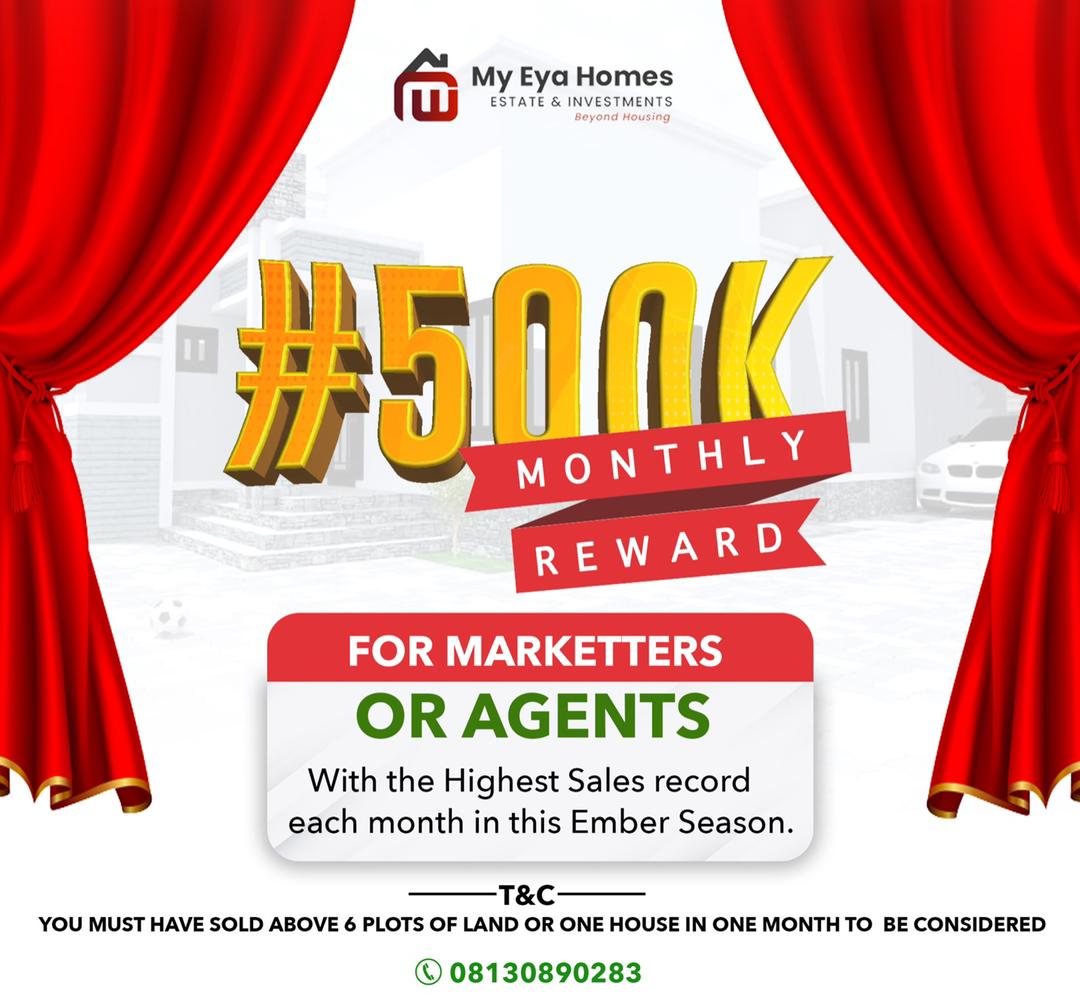 My Eya Homes
ESTATE & INVESTMENTS
Beyond Housing
#500K
MONTHLY
REWARD
FOR MARKETTERS
OR AGENTS
With the Highest Sales record
each month in this Ember Season.
T&C
YOU MUST HAVE SOLD ABOVE 6 PLOTS OF LAND OR ONE HOUSE IN ONE MONTH TO BE CONSIDERED
08130890283